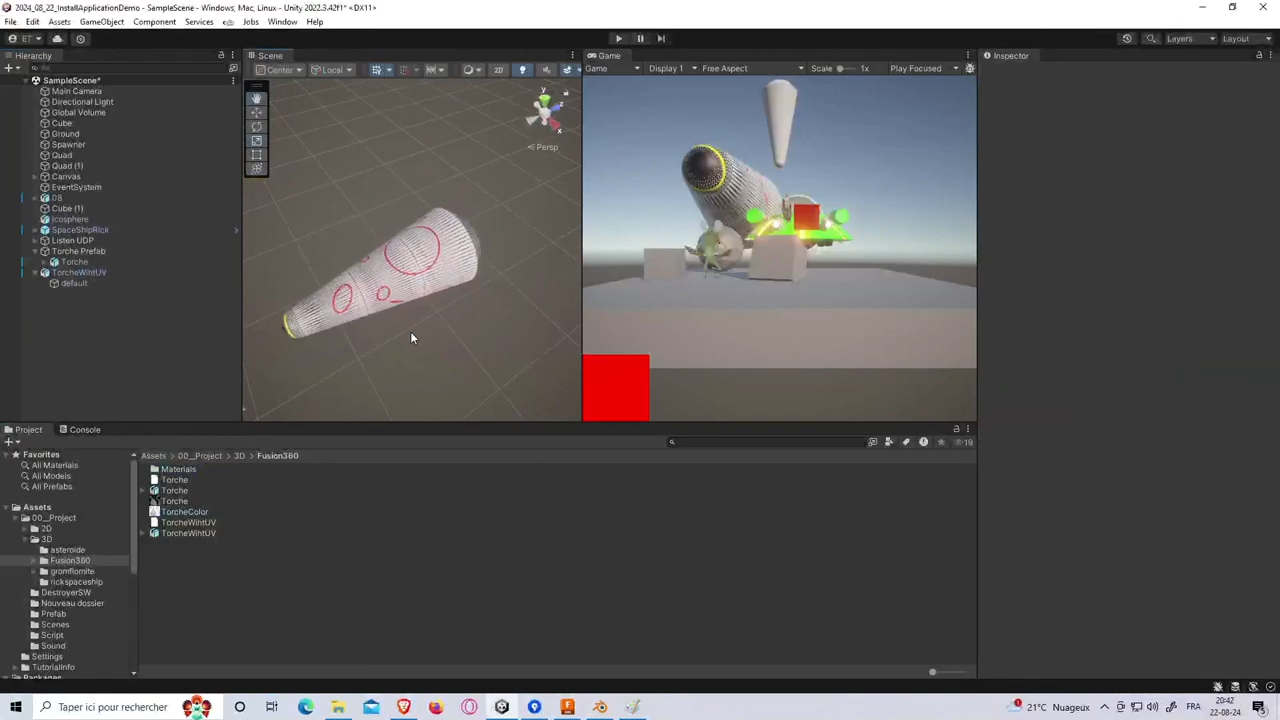 2024_08_22_InstallApplicationDemo - SampleScene - Windows, Mac, Linux - Unity 2022.3.42f1* <DX11>
File Edit Assets GameObject Component Services Jobs Window Help
ET Layers Layout
Hierarchy
All
SampleScene*
Main Camera
Directional Light
Global Volume
Cube
Ground
Spawner
Quad
Quad (1)
Canvas
EventSystem
Cube (1)
Icosphere
SpaceShipRick
Listen UDP
Torche Prefab
Torche
TorcheWihtUV
default
Scene
Center Local 2D
y
z
x
Persp
Game
Game Display 1 Free Aspect Scale 1x Play Focused
Inspector
Project Console
19
Favorites
All Materials
All Models
All Prefabs
Assets
00__Project
2D
3D
asteroide
Fusion360
gromflomite
rickspaceship
DestroyerSW
Nouveau dossier
Prefab
Scenes
Script
Sound
Settings
TutorialInfo
Packages
Assets 00__Project 3D Fusion360
Materials
Torche
Torche
Torche
TorcheColor
TorcheWihtUV
TorcheWihtUV
Taper ici pour rechercher
21°C Nuageux
FRA
20:42
22-08-24